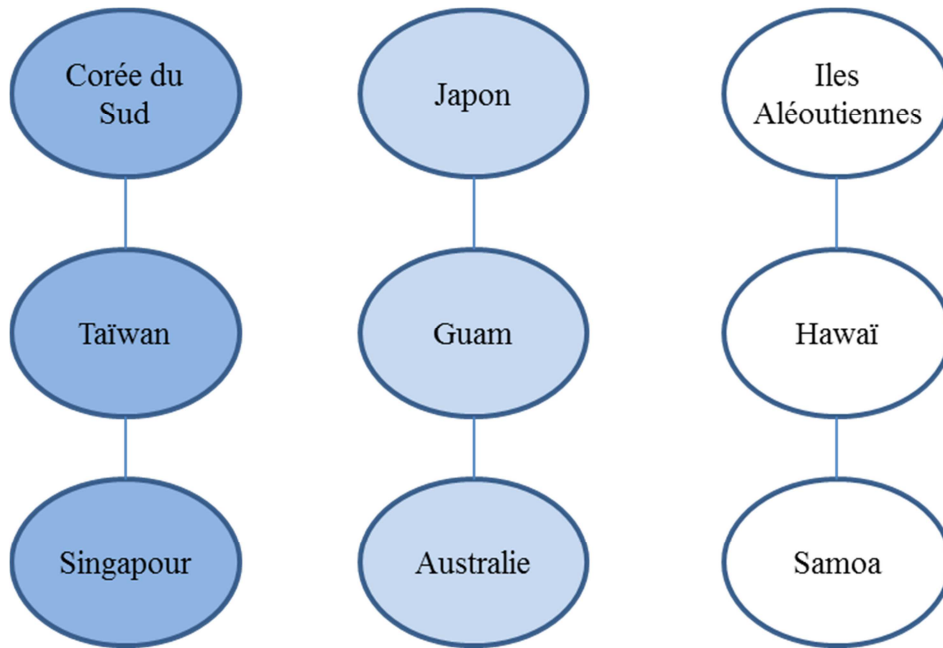 Corée du
Sud
Japon
Iles
Aléoutiennes
Taïwan
Guam
Hawaï
Singapour
Australie
Samoa